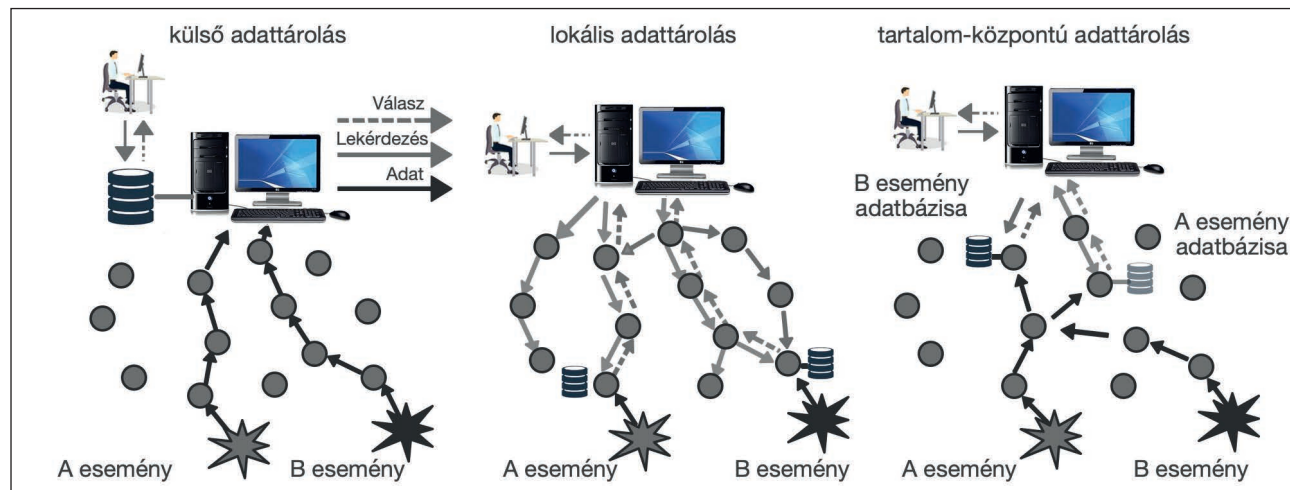 külső adattárolás
lokális adattárolás
tartalom-központú adattárolás
Válasz
Lekérdezés
Adat
B esemény
adatbázisa
A esemény
adatbázisa
A esemény
B esemény
A esemény
B esemény
A esemény
B esemény